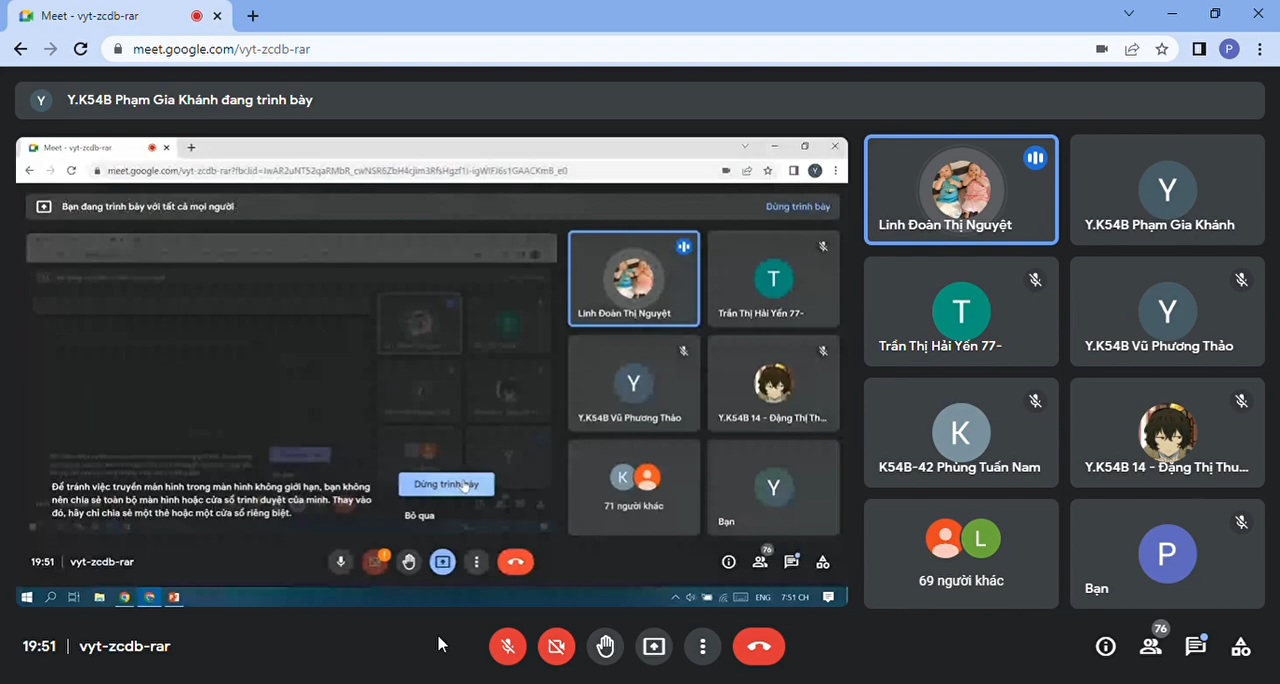 Meet - vyt-zcdb-rar
meet.google.com/vyt-zcdb-rar
P
Y
Y.K54B Phạm Gia Khánh đang trình bày
Meet - vyt-zcdb-rar
Y
Bạn đang trình bày với tất cả mọi người
Dừng trình bày
Linh Đoàn Thị Nguyệt
T
Trần Thị Hải Yến 77-
Y
Y.K54B Vũ Phương Thảo
Y.K54B 14 - Đặng Thị Th...
K
71 người khác
Y
Bạn
Để tránh việc truyền màn hình trong màn hình không giới hạn, bạn không
nên chia sẻ toàn bộ màn hình hoặc cửa sổ trình duyệt của mình. Thay vào
đó, hãy chỉ chia sẻ một thẻ hoặc một cửa sổ riêng biệt.
Dừng trình bày
Bỏ qua
19:51 | vyt-zcdb-rar
76
ENG
7:51 CH
Linh Đoàn Thị Nguyệt
Y
Y.K54B Phạm Gia Khánh
T
Trần Thị Hải Yến 77-
Y
Y.K54B Vũ Phương Thảo
K
K54B-42 Phùng Tuấn Nam
Y.K54B 14 - Đặng Thị Thu...
L
69 người khác
P
Bạn
19:51 | vyt-zcdb-rar
76